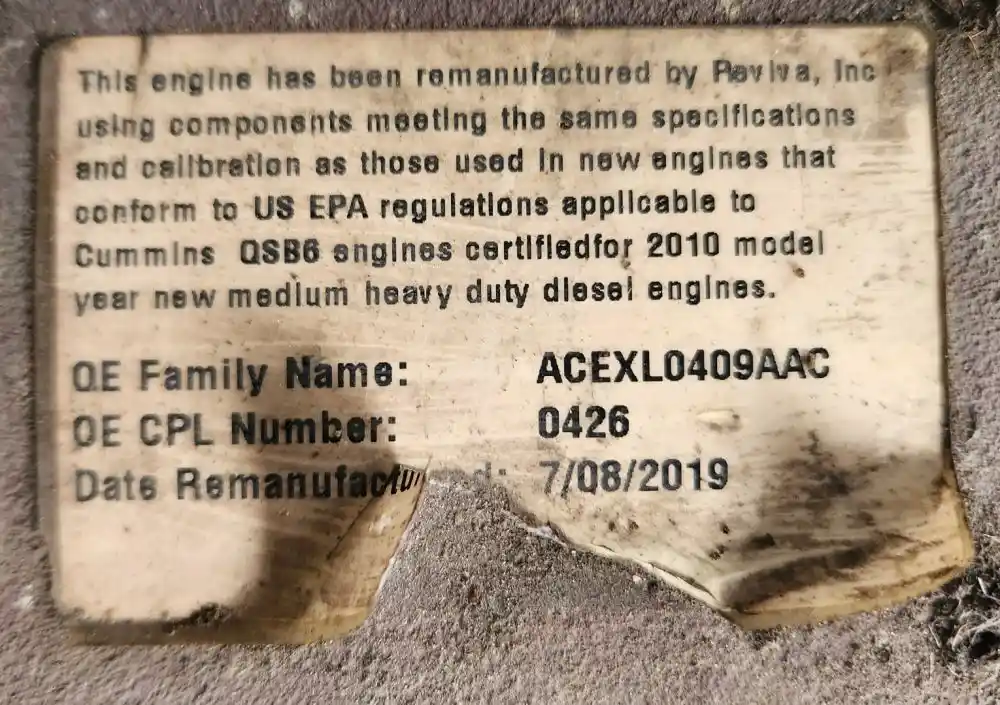 This engine has been remanufactured by Reviva, Inc
using components meeting the same specifications
and calibration as those used in new engines that
conform to US EPA regulations applicable to
Cummins QSB6 engines certifiedfor 2010 model
year new medium heavy duty diesel engines.
OE Family Name: ACEXL0409AAC
OE CPL Number: 0426
Date Remanufactured: 7/08/2019